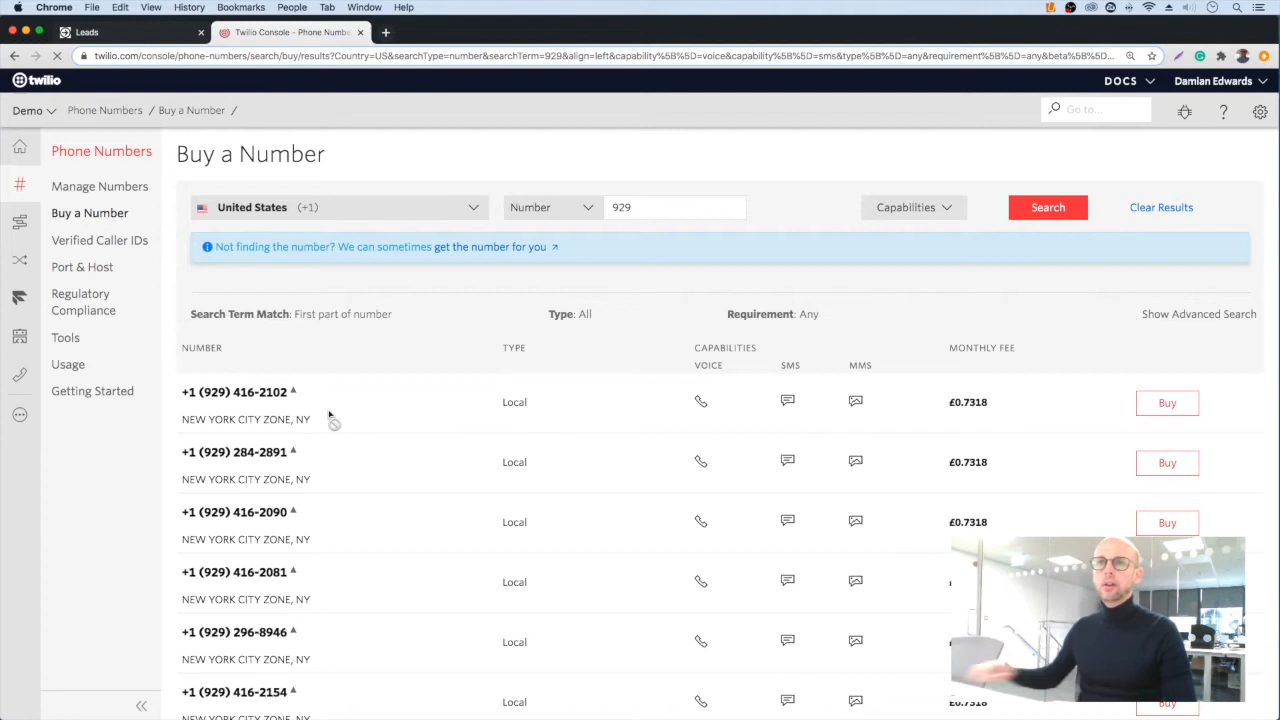 Chrome File Edit View History Bookmarks People Tab Window Help
Leads
Twilio Console - Phone Numbe
twilio.com/console/phone-numbers/search/buy/results?Country=US&searchType=number&searchTerm=929&align=left&capability%5B%5D=voice&capability%5B%5D=sms&type%5B%5D=any&requirement%5B%5D=any&beta%5B%5D...
twilio
DOCS
Damian Edwards
Demo
Phone Numbers / Buy a Number /
Go to...
Phone Numbers
Manage Numbers
Buy a Number
Verified Caller IDs
Port & Host
Regulatory
Compliance
Tools
Usage
Getting Started
Buy a Number
United States (+1)
Number
929
Capabilities
Search
Clear Results
Not finding the number? We can sometimes get the number for you
Search Term Match: First part of number
Type: All
Requirement: Any
Show Advanced Search
NUMBER
TYPE
CAPABILITIES
MONTHLY FEE
VOICE
SMS
MMS
+1 (929) 416-2102
NEW YORK CITY ZONE, NY
Local
£0.7318
Buy
+1 (929) 284-2891
NEW YORK CITY ZONE, NY
Local
£0.7318
Buy
+1 (929) 416-2090
NEW YORK CITY ZONE, NY
Local
£0.7318
Buy
+1 (929) 416-2081
NEW YORK CITY ZONE, NY
Local
+1 (929) 296-8946
NEW YORK CITY ZONE, NY
Local
+1 (929) 416-2154
NEW YORK CITY ZONE, NY
Local
£0.7318
Buy